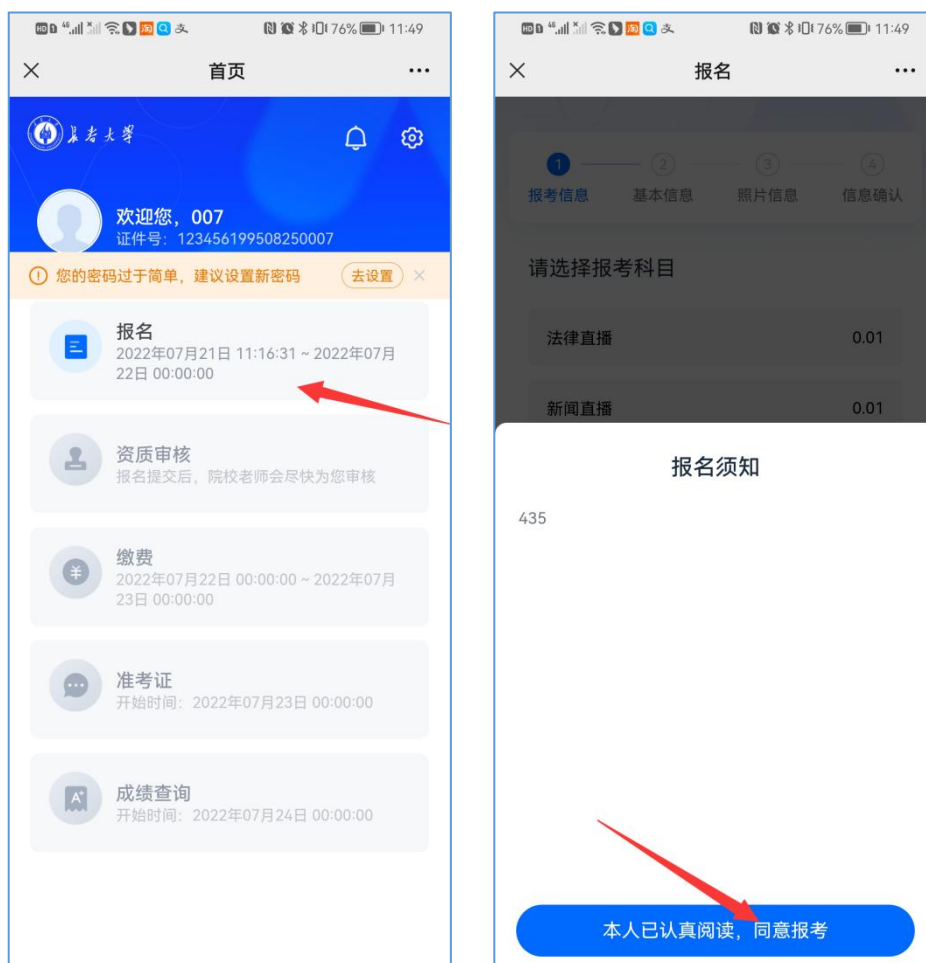 76% 11:49
首页
欢迎您，007
证件号：123456199508250007
您的密码过于简单，建议设置新密码
去设置
报名
2022年07月21日 11:16:31 ~ 2022年07月
22日 00:00:00
资质审核
报名提交后，院校老师会尽快为您审核
缴费
2022年07月22日 00:00:00 ~ 2022年07月
23日 00:00:00
准考证
开始时间：2022年07月23日 00:00:00
成绩查询
开始时间：2022年07月24日 00:00:00
76% 11:49
报名
1 2 3 4
报考信息 基本信息 照片信息 信息确认
请选择报考科目
法律直播 0.01
新闻直播 0.01
报名须知
435
本人已认真阅读，同意报考